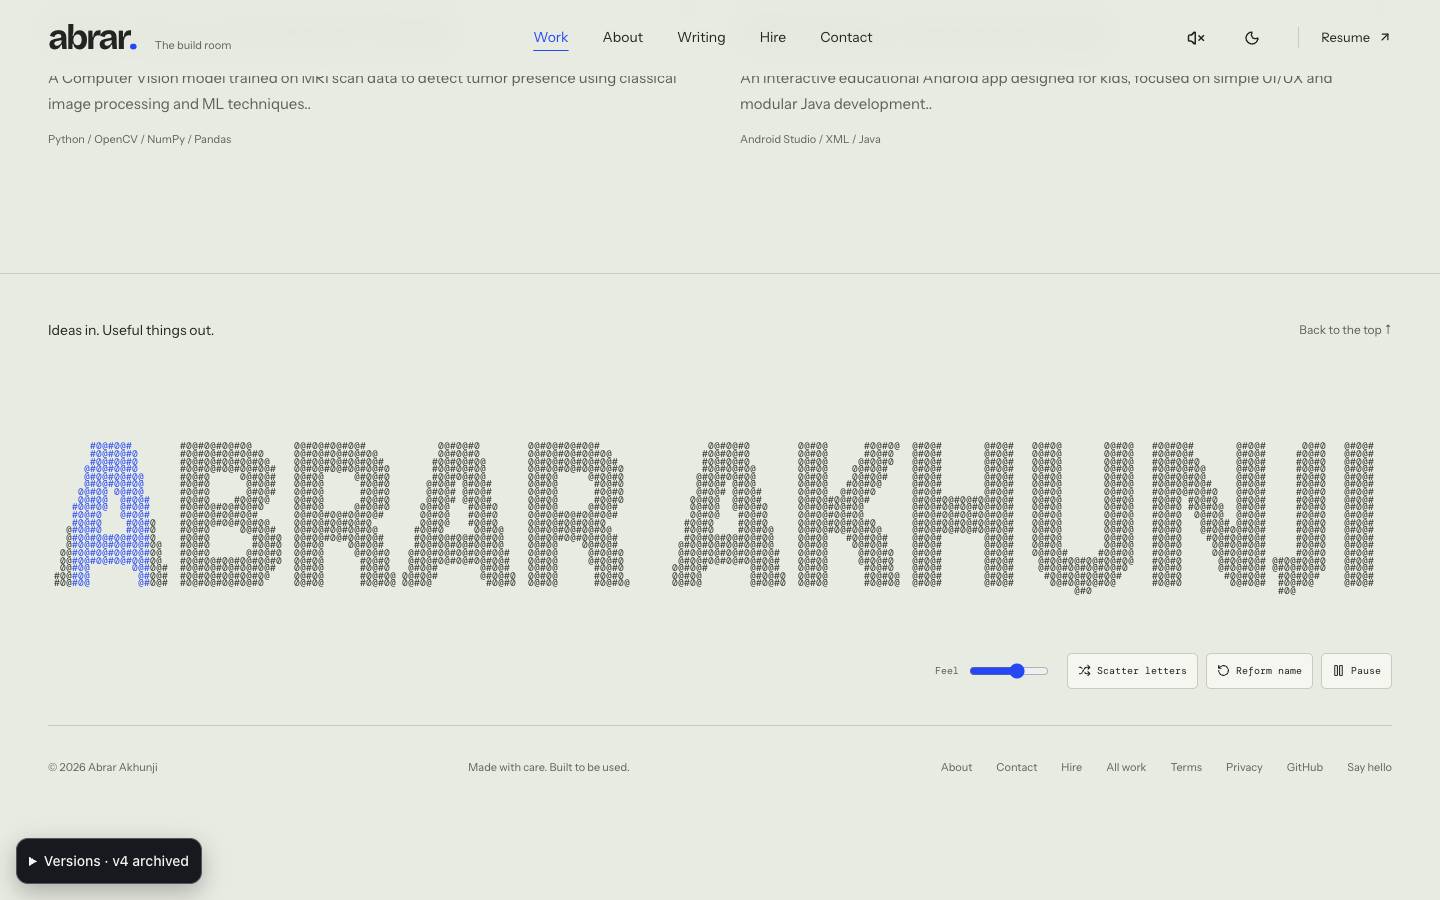 abrar.
The build room
Work
About
Writing
Hire
Contact
Resume
A Computer Vision model trained on MRI scan data to detect tumor presence using classical
image processing and ML techniques..
Python / OpenCV / NumPy / Pandas
An interactive educational Android app designed for kids, focused on simple UI/UX and
modular Java development..
Android Studio / XML / Java
Ideas in. Useful things out.
Back to the top ↑
ABRAR AKHUNJI
Feel
Scatter letters
Reform name
Pause
© 2026 Abrar Akhunji
Made with care. Built to be used.
About
Contact
Hire
All work
Terms
Privacy
GitHub
Say hello
Versions · v4 archived